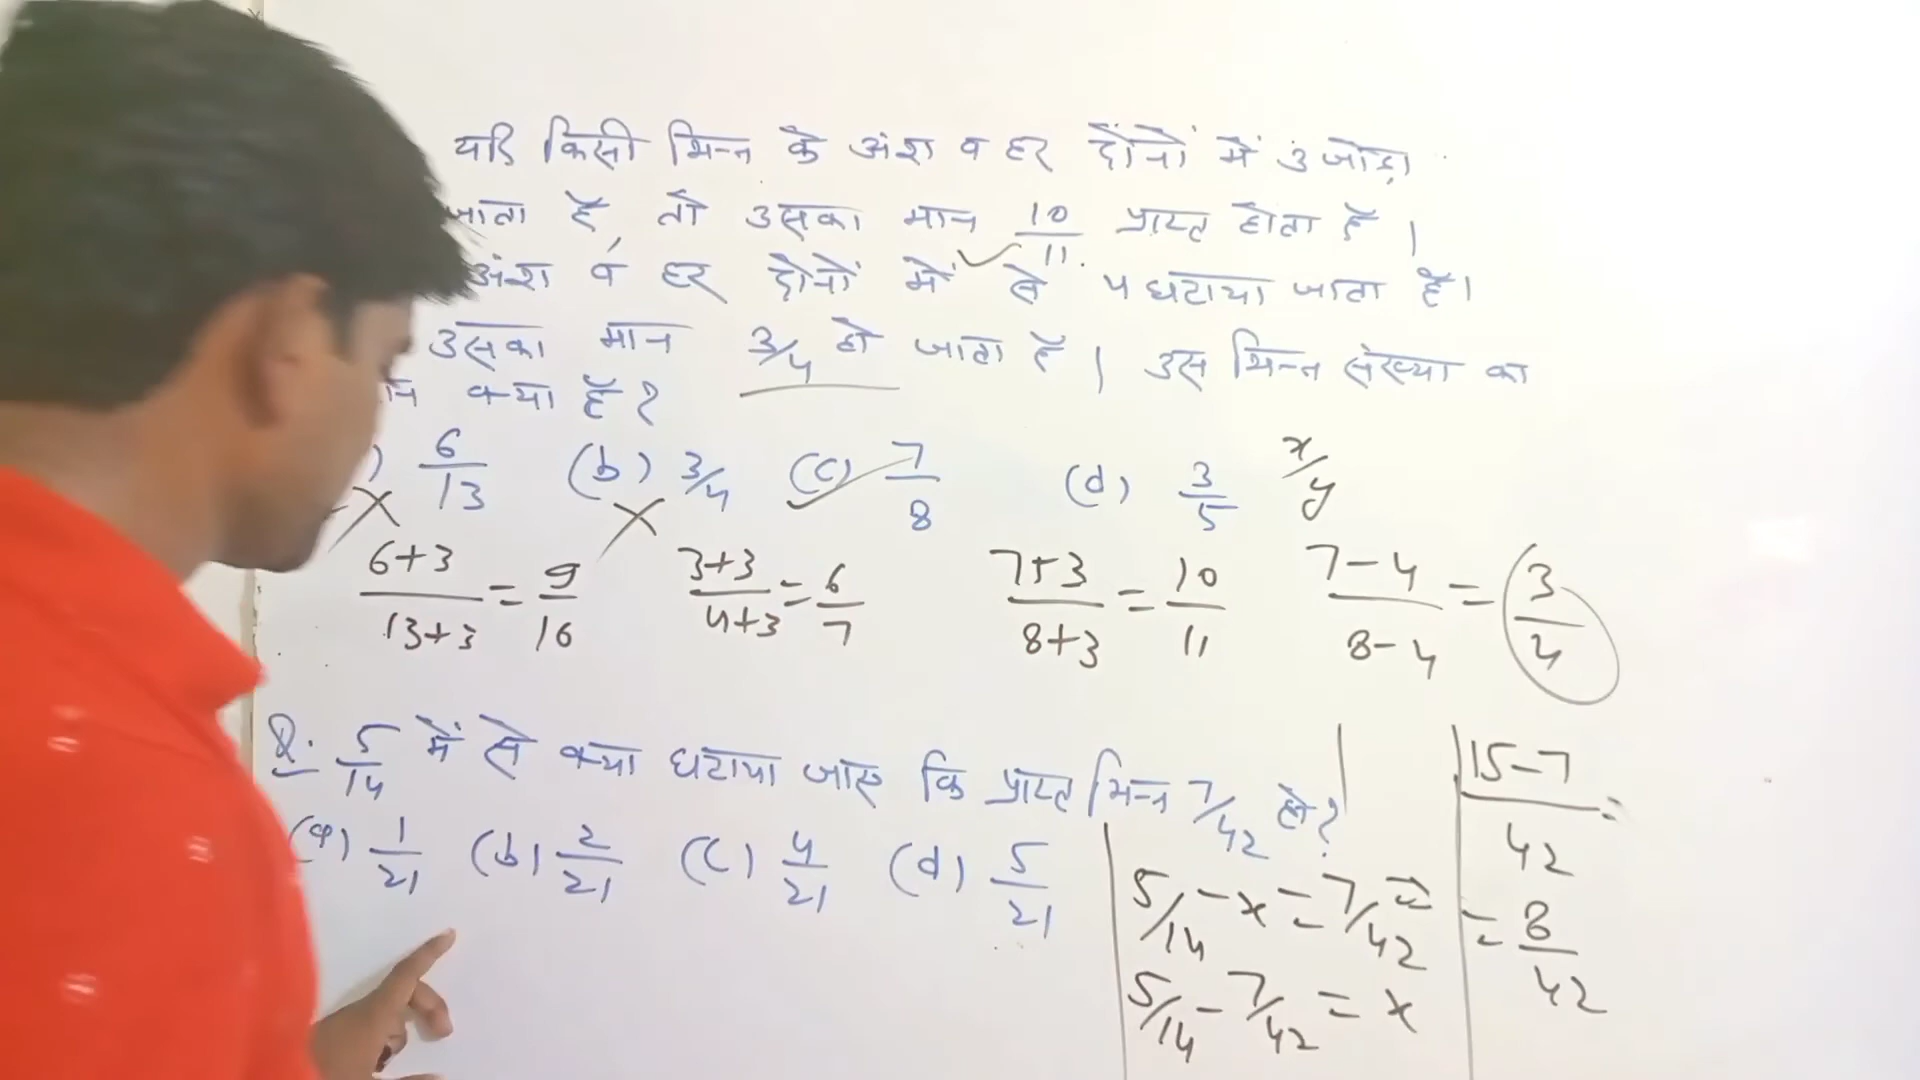 यदि किसी भिन्न के अंश व हर दोनों में 3 जोड़ा
जाता है, तो उसका मान 10/11 प्राप्त होता है।
अंश व हर दोनों में से 4 घटाया जाता है।
उसका मान 3/4 हो जाता है। उस भिन्न संख्या का
क्या है?
6/13 (b) 3/4 (c) 7/8 (d) 3/5 x/y
6+3/13+3 = 9/16 3+3/4+3 = 6/7 7+3/8+3 = 10/11 7-4/8-4 = 3/4
Q. 5/14 में से क्या घटाया जाए कि प्राप्त भिन्न 7/42 हो?
(a) 1/21 (b) 2/21 (c) 4/21 (d) 5/21
5/14 - x = 7/42 =
5/14 - 7/42 = x
15-7/42 =
= 8/42